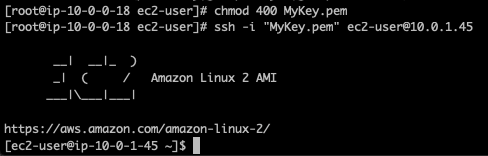 [root@ip-10-0-0-18 ec2-user]# chmod 400 MyKey.pem
[root@ip-10-0-0-18 ec2-user]# ssh -i "MyKey.pem" ec2-user@10.0.1.45
       __|  __|_  )
       _|  (     /   Amazon Linux 2 AMI
      ___|\___|___|
https://aws.amazon.com/amazon-linux-2/
[ec2-user@ip-10-0-1-45 ~]$